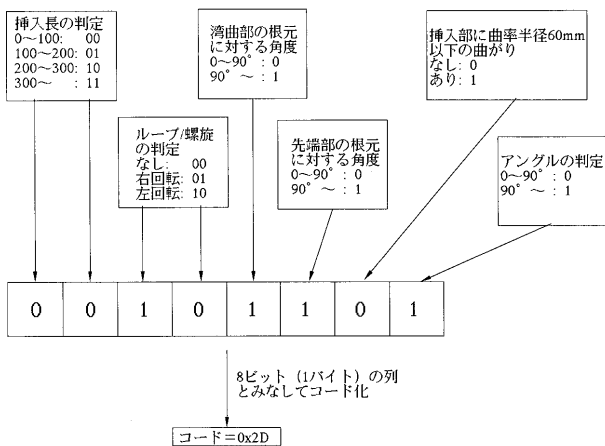 挿入長の判定
0～100: 00
100～200: 01
200～300: 10
300～ : 11
ループ/螺旋
の判定
なし: 00
右回転: 01
左回転: 10
湾曲部の根元
に対する角度
0～90°: 0
90° ～ : 1
先端部の根元
に対する角度
0～90°: 0
90° ～ : 1
挿入部に曲率半径60mm
以下の曲がり
なし: 0
あり: 1
アングルの判定
0～90°: 0
90° ～ : 1
0 0 1 0 1 1 0 1
8ビット (1バイト) の列
とみなしてコード化
コード＝0x2D